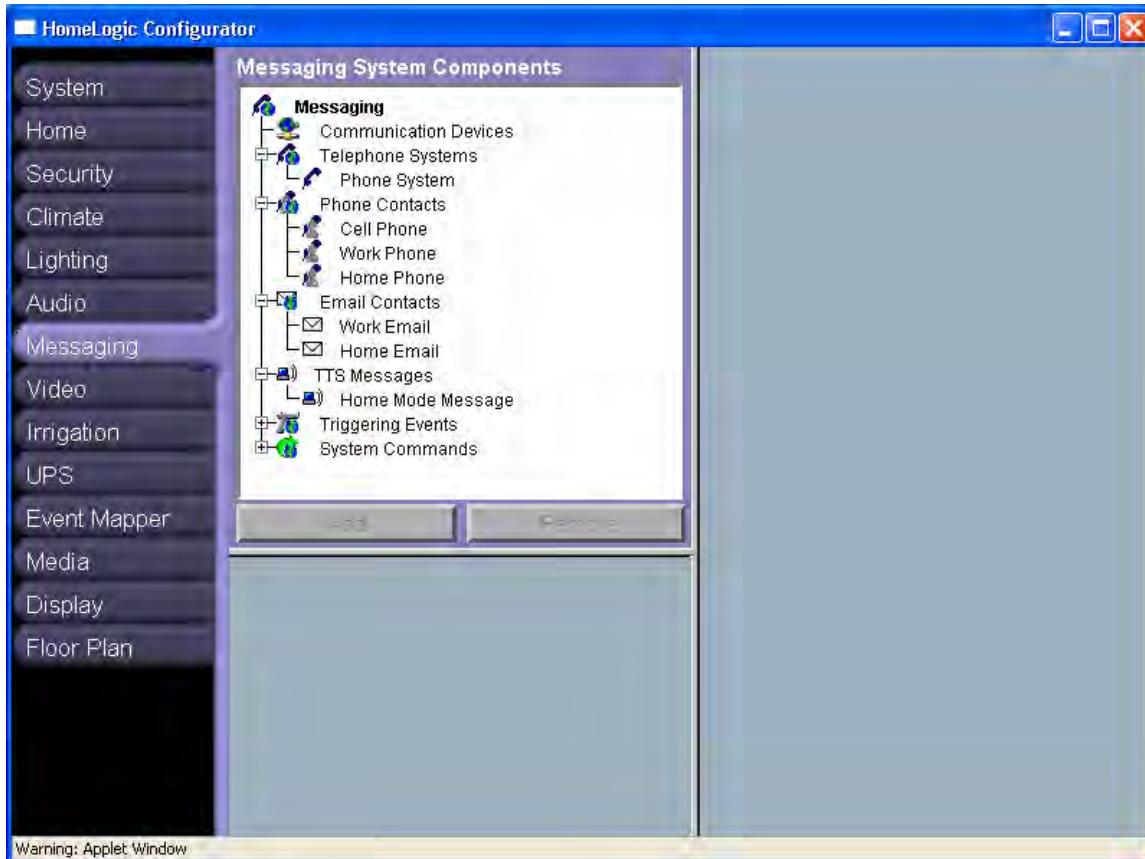 HomeLogic Configurator
System
Home
Security
Climate
Lighting
Audio
Messaging
Video
Irrigation
UPS
Event Mapper
Media
Display
Floor Plan
Messaging System Components
Messaging
Communication Devices
Telephone Systems
Phone System
Phone Contacts
Cell Phone
Work Phone
Home Phone
Email Contacts
Work Email
Home Email
TTS Messages
Home Mode Message
Triggering Events
System Commands
Add
Remove
Warning: Applet Window